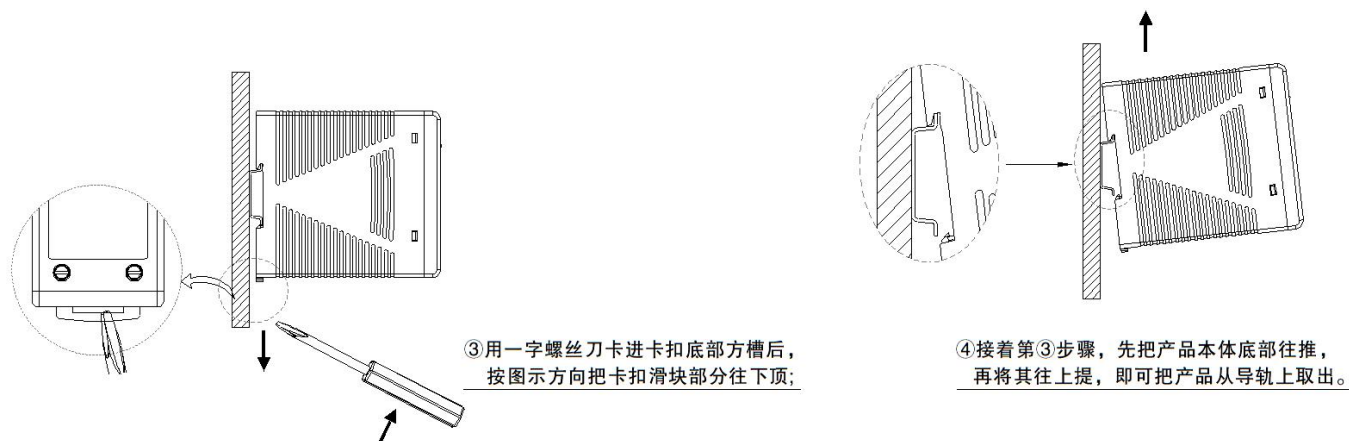 ③用一字螺丝刀卡进卡扣底部方槽后，
按图示方向把卡扣滑块部分往下顶;
④接着第③步骤，先把产品本体底部往推，
再将其往上提，即可把产品从导轨上取出。